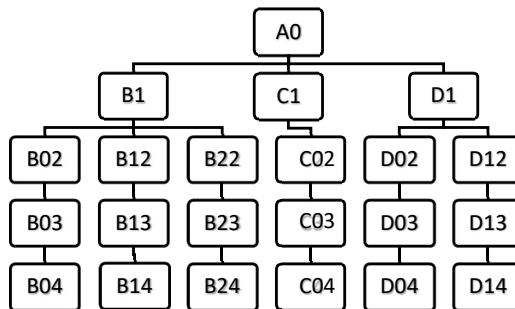 A0
B1 C1 D1
B02 B12 B22 C02 D02 D12
B03 B13 B23 C03 D03 D13
B04 B14 B24 C04 D04 D14